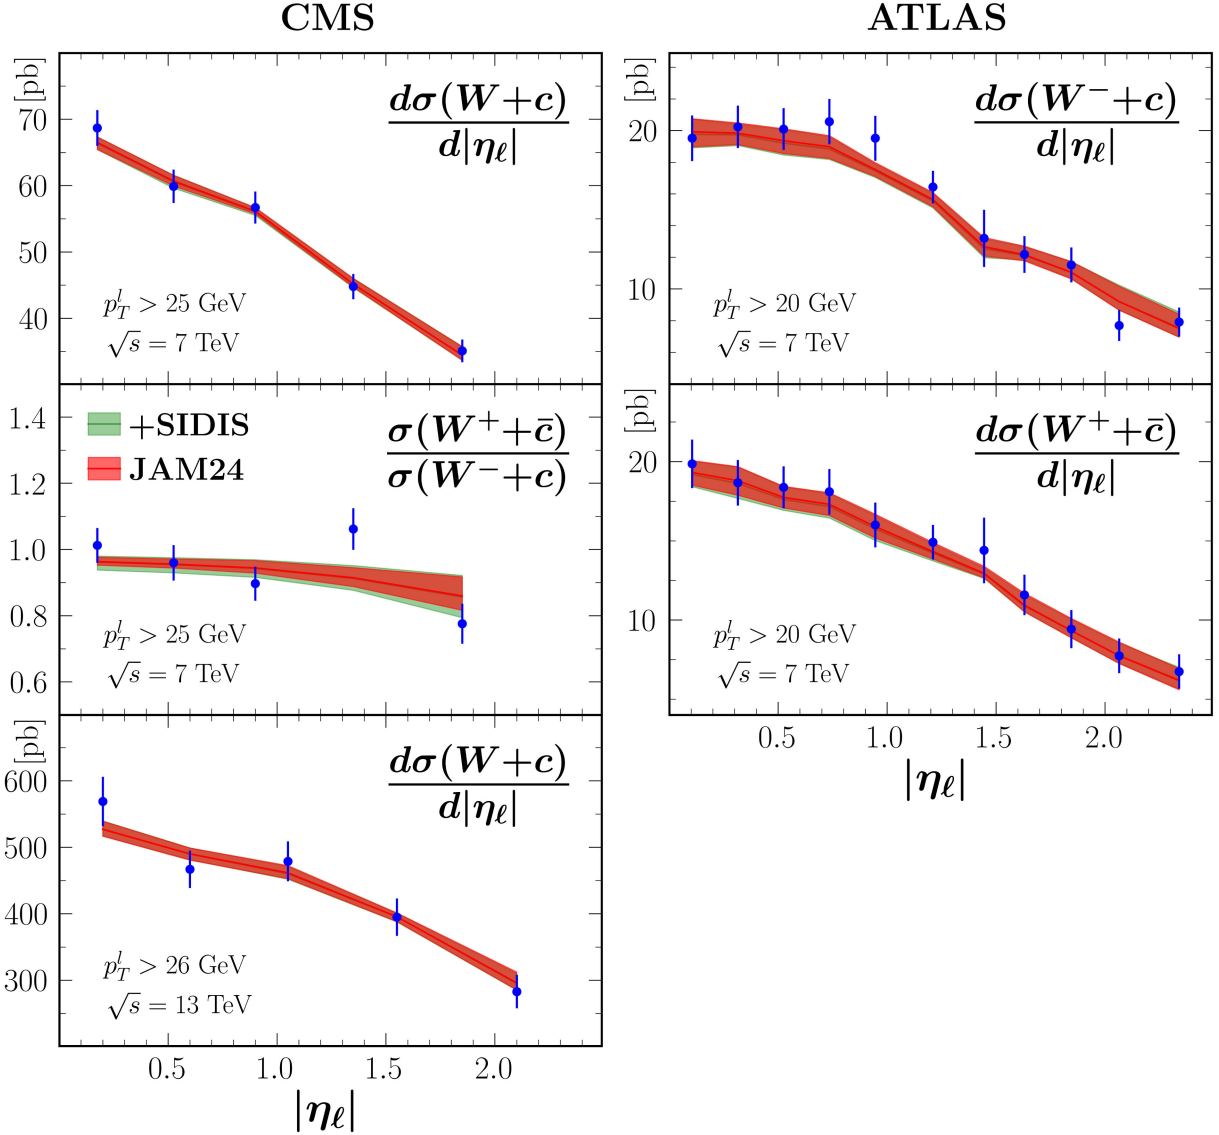 CMS
ATLAS
[pb]
70
60
50
40
dσ(W+c)
d|ηℓ|
p_T^l > 25 GeV
√s = 7 TeV
[pb]
20
10
dσ(W⁻+c)
d|ηℓ|
p_T^l > 20 GeV
√s = 7 TeV
1.4
1.2
1.0
0.8
0.6
+SIDIS
JAM24
σ(W⁺+c̄)
σ(W⁻+c)
p_T^l > 25 GeV
√s = 7 TeV
[pb]
20
10
dσ(W⁺+c̄)
d|ηℓ|
p_T^l > 20 GeV
√s = 7 TeV
0.5 1.0 1.5 2.0
|ηℓ|
[pb]
600
500
400
300
dσ(W+c)
d|ηℓ|
p_T^l > 26 GeV
√s = 13 TeV
0.5 1.0 1.5 2.0
|ηℓ|